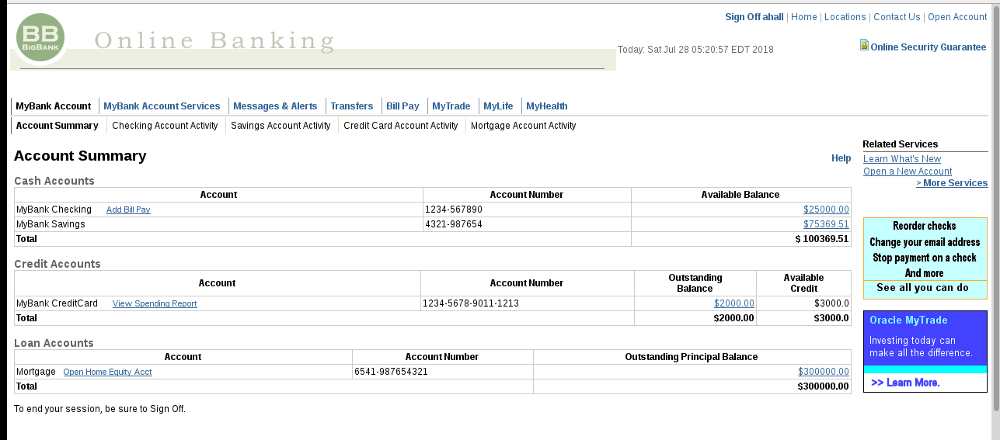 BB
BIGBANK
Online Banking
Sign Off ahall | Home | Locations | Contact Us | Open Account
Today: Sat Jul 28 05:20:57 EDT 2018
Online Security Guarantee
MyBank Account MyBank Account Services Messages & Alerts Transfers Bill Pay MyTrade MyLife MyHealth
Account Summary Checking Account Activity Savings Account Activity Credit Card Account Activity Mortgage Account Activity
Account Summary
Help
Cash Accounts
Account Account Number Available Balance
MyBank Checking Add Bill Pay 1234-567890 $25000.00
MyBank Savings 4321-987654 $75369.51
Total $ 100369.51
Credit Accounts
Account Account Number Outstanding Balance Available Credit
MyBank CreditCard View Spending Report 1234-5678-9011-1213 $2000.00 $3000.0
Total $2000.00 $3000.0
Loan Accounts
Account Account Number Outstanding Principal Balance
Mortgage Open Home Equity Acct 6541-987654321 $300000.00
Total $300000.00
To end your session, be sure to Sign Off.
Related Services
Learn What's New
Open a New Account
> More Services
Reorder checks
Change your email address
Stop payment on a check
And more
See all you can do
Oracle MyTrade
Investing today can
make all the difference.
>> Learn More.